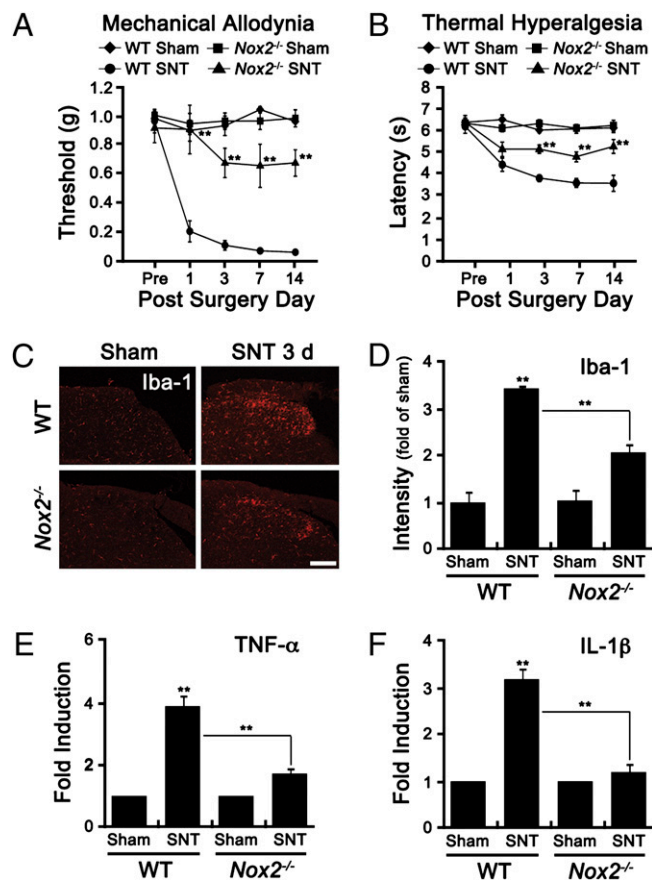 A
Mechanical Allodynia
WT Sham Nox2-/- Sham
WT SNT Nox2-/- SNT
Threshold (g)
1.2
1
0.8
0.6
0.4
0.2
0
** ** ** **
Pre 1 3 7 14
Post Surgery Day
B
Thermal Hyperalgesia
WT Sham Nox2-/- Sham
WT SNT Nox2-/- SNT
Latency (s)
9
8
7
6
5
4
3
2
1
0
** ** **
Pre 1 3 7 14
Post Surgery Day
C
Sham SNT 3 d
Iba-1
WT
Nox2-/-
D
Iba-1
Intensity (fold of sham)
4
3
2
1
0
**
**
Sham SNT Sham SNT
WT Nox2-/-
E
TNF-α
Fold Induction
6
4
2
0
**
**
Sham SNT Sham SNT
WT Nox2-/-
F
IL-1β
Fold Induction
4
3
2
1
0
**
**
Sham SNT Sham SNT
WT Nox2-/-